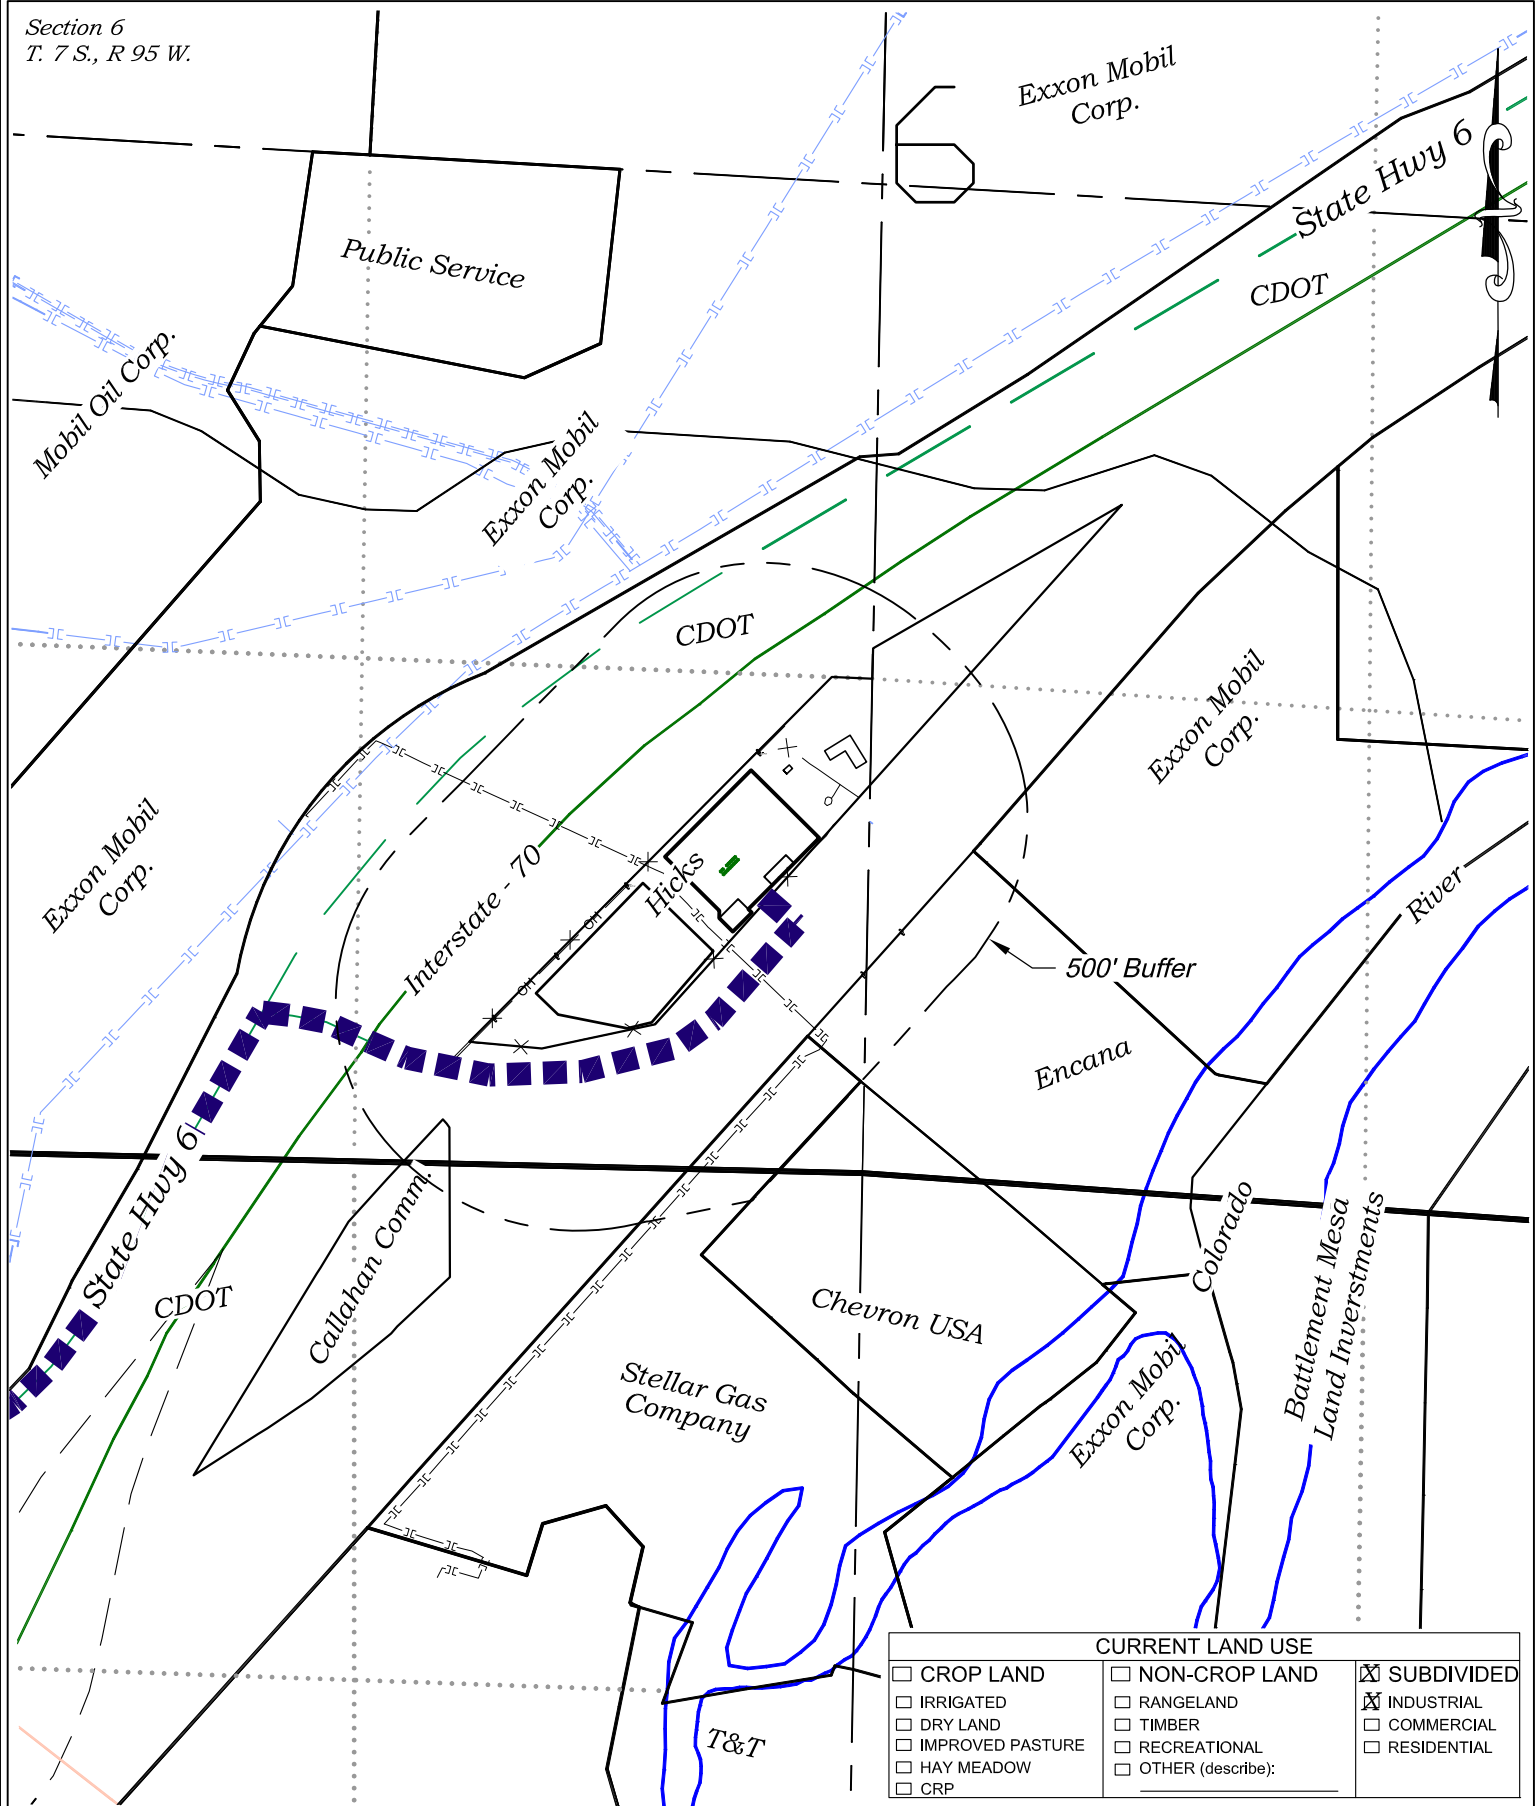 Section 6
T. 7 S., R 95 W.
Exxon Mobil
Corp.
State Hwy 6
Public Service
CDOT
Mobil Oil Corp.
Exxon Mobil
Corp.
CDOT
Exxon Mobil
Corp.
Exxon Mobil
Corp.
Interstate - 70
Hicks
OH
OH
River
500' Buffer
Encana
State Hwy 6
Callahan Comm.
CDOT
Colorado
Battlement Mesa
Land Inverstments
Chevron USA
Stellar Gas
Company
Exxon Mobil
Corp.
T&T
CURRENT LAND USE
CROP LAND
IRRIGATED
DRY LAND
IMPROVED PASTURE
HAY MEADOW
CRP
NON-CROP LAND
RANGELAND
TIMBER
RECREATIONAL
OTHER (describe):
X SUBDIVIDED
X INDUSTRIAL
COMMERCIAL
RESIDENTIAL